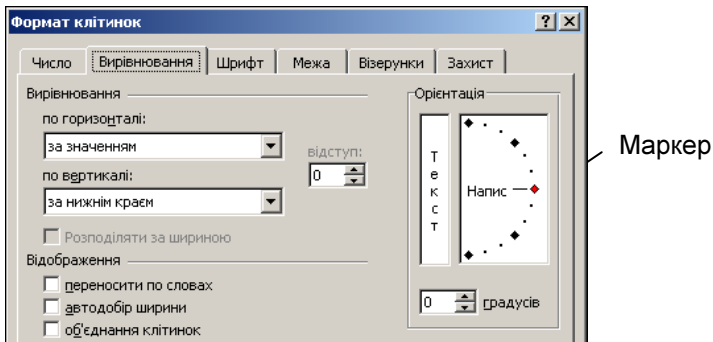 Формат клітинок
Число Вирівнювання Шрифт Межа Візерунки Захист
Вирівнювання
по горизонталі:
за значенням
відступ:
0
по вертикалі:
за нижнім краєм
Розподіляти за шириною
Відображення
переносити по словах
автодобір ширини
об'єднання клітинок
Орієнтація
Текст
Напис
0 градусів
Маркер